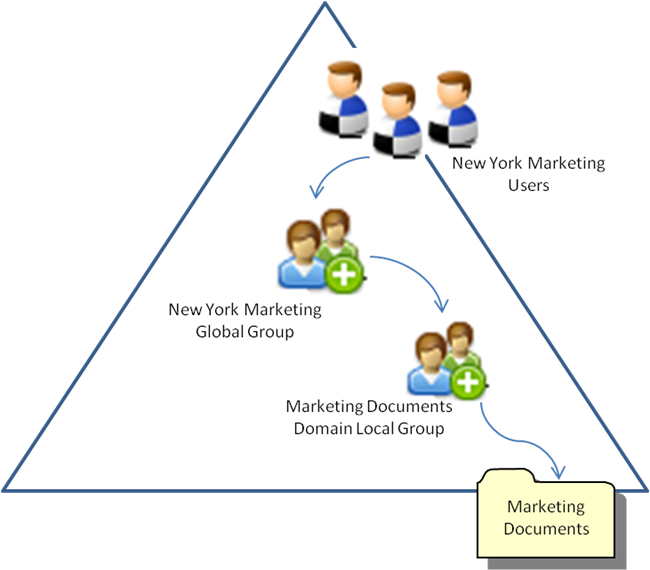 New York Marketing
Users
New York Marketing
Global Group
Marketing Documents
Domain Local Group
Marketing
Documents